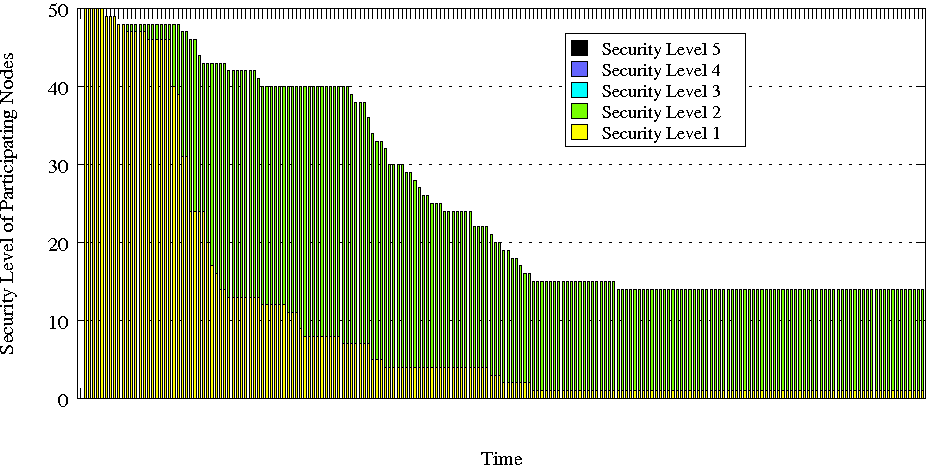 50
40
30
20
10
0
Security Level of Participating Nodes
Security Level 5
Security Level 4
Security Level 3
Security Level 2
Security Level 1
Time